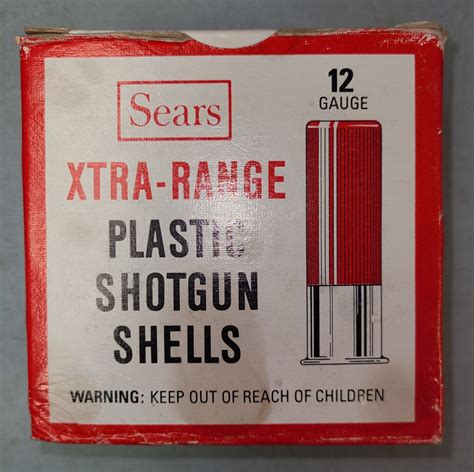 Sears
12
GAUGE
XTRA-RANGE
PLASTIC
SHOTGUN
SHELLS
WARNING: KEEP OUT OF REACH OF CHILDREN